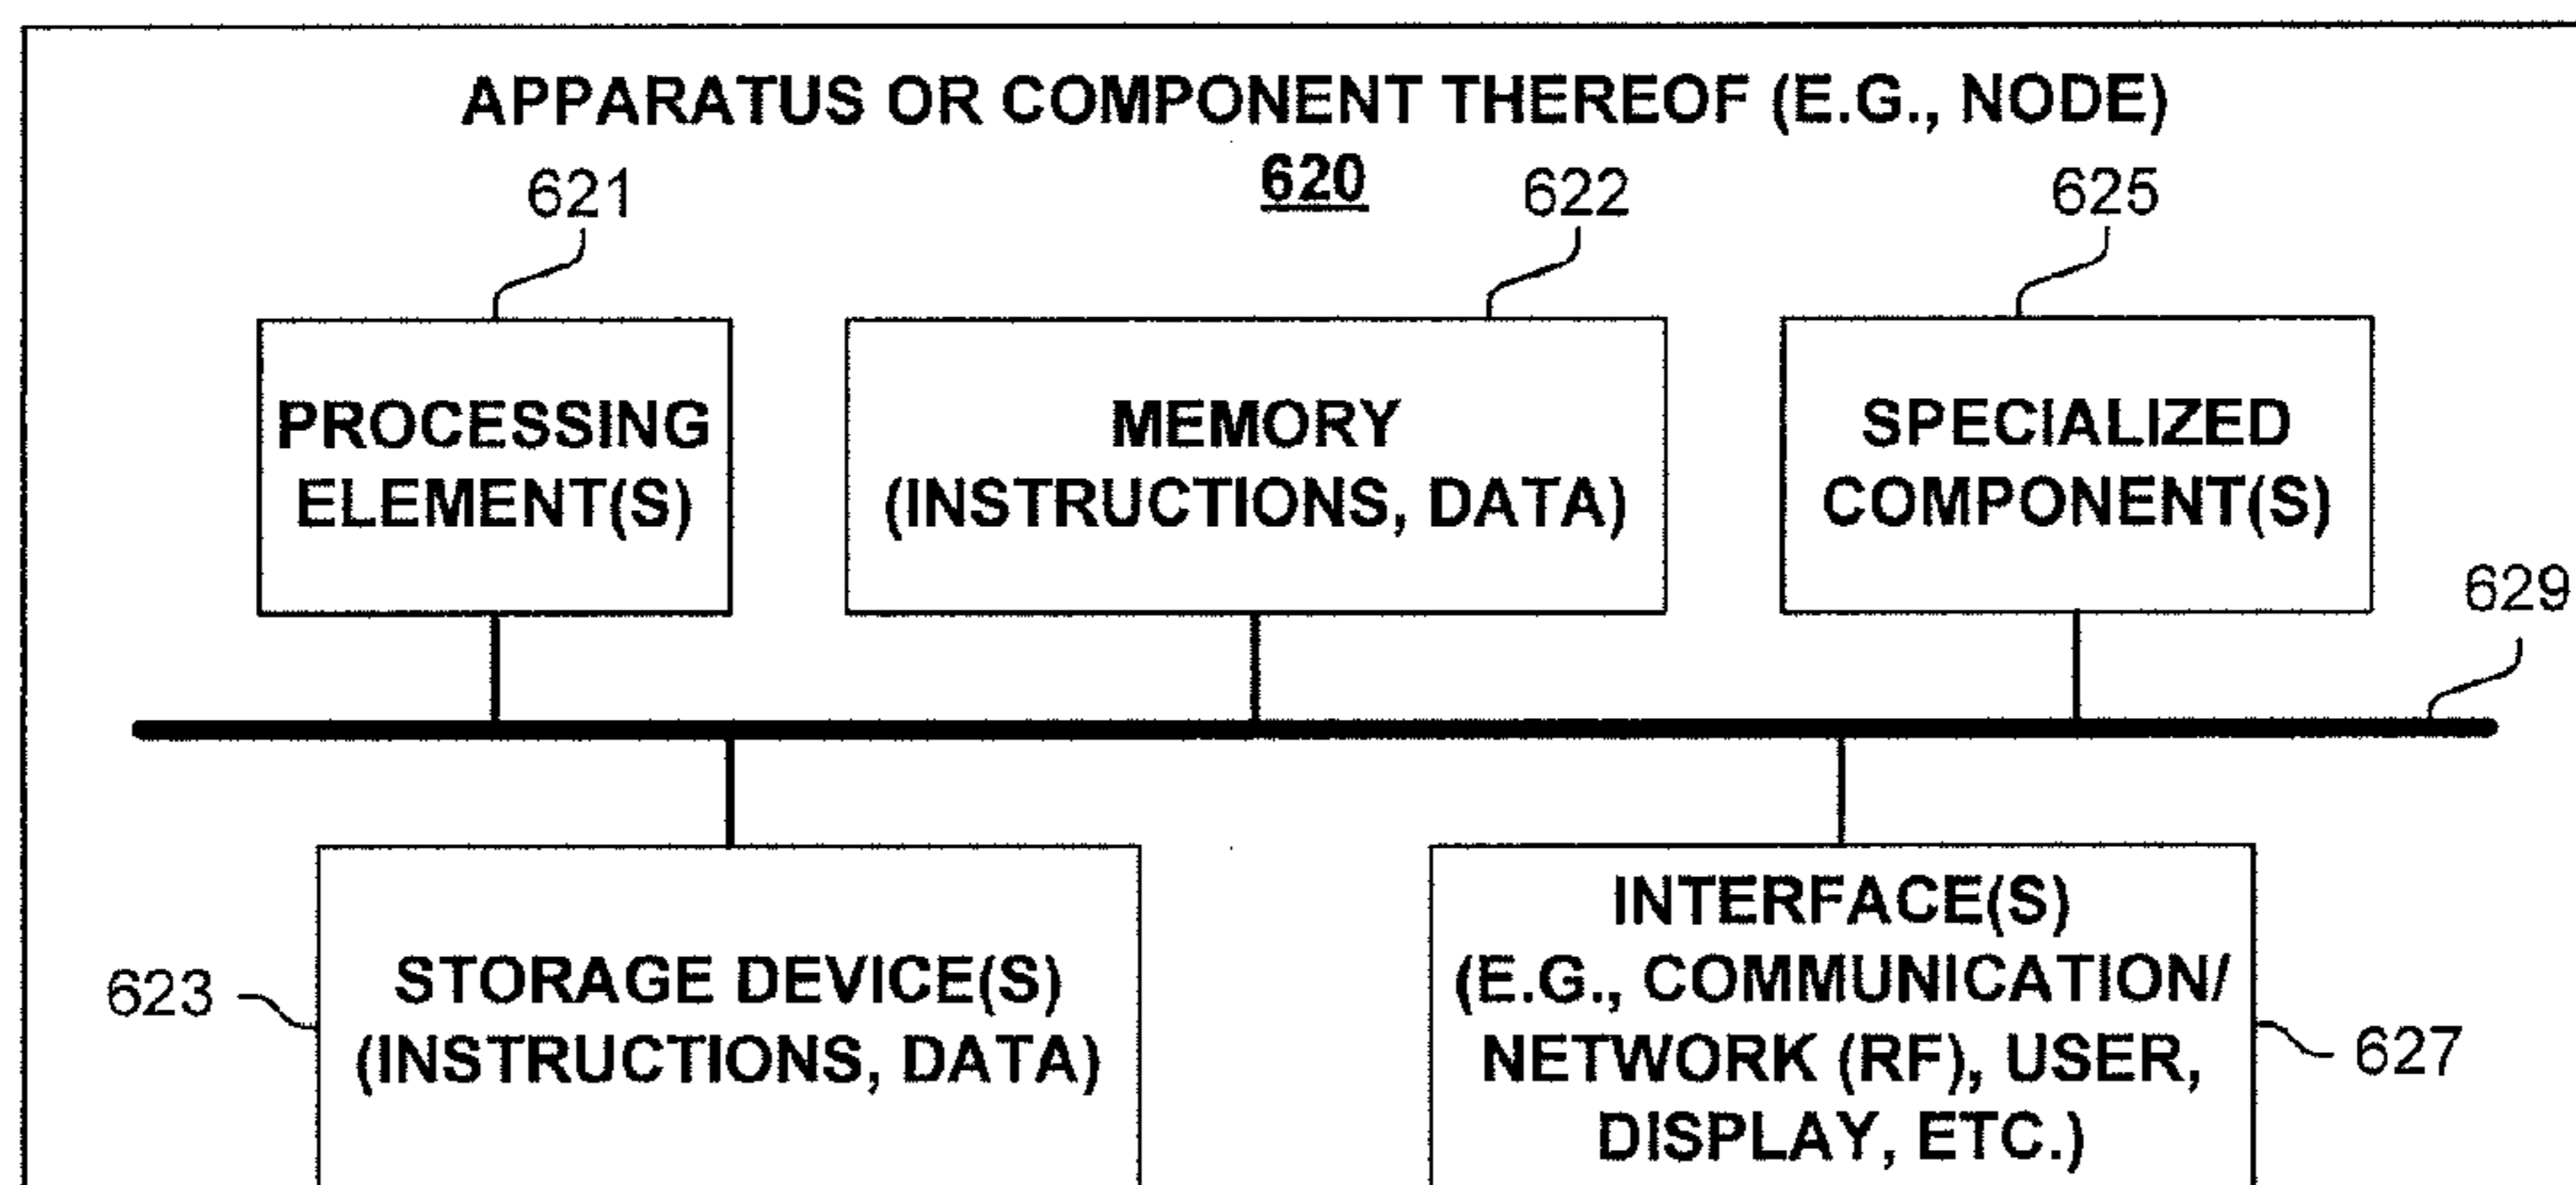 APPARATUS OR COMPONENT THEREOF (E.G., NODE)
620
621
622
625
PROCESSING
ELEMENT(S)
MEMORY
(INSTRUCTIONS, DATA)
SPECIALIZED
COMPONENT(S)
629
623
STORAGE DEVICE(S)
(INSTRUCTIONS, DATA)
INTERFACE(S)
(E.G., COMMUNICATION/
NETWORK (RF), USER,
DISPLAY, ETC.)
627